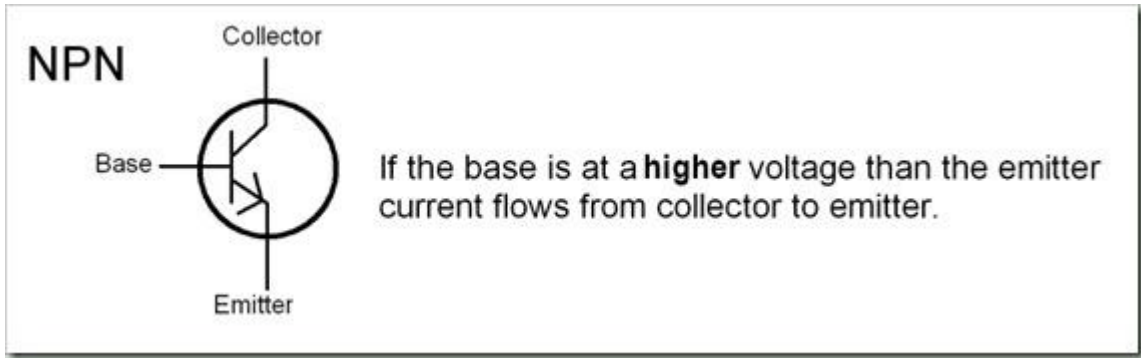 Collector
NPN
Base
If the base is at a higher voltage than the emitter
current flows from collector to emitter.
Emitter